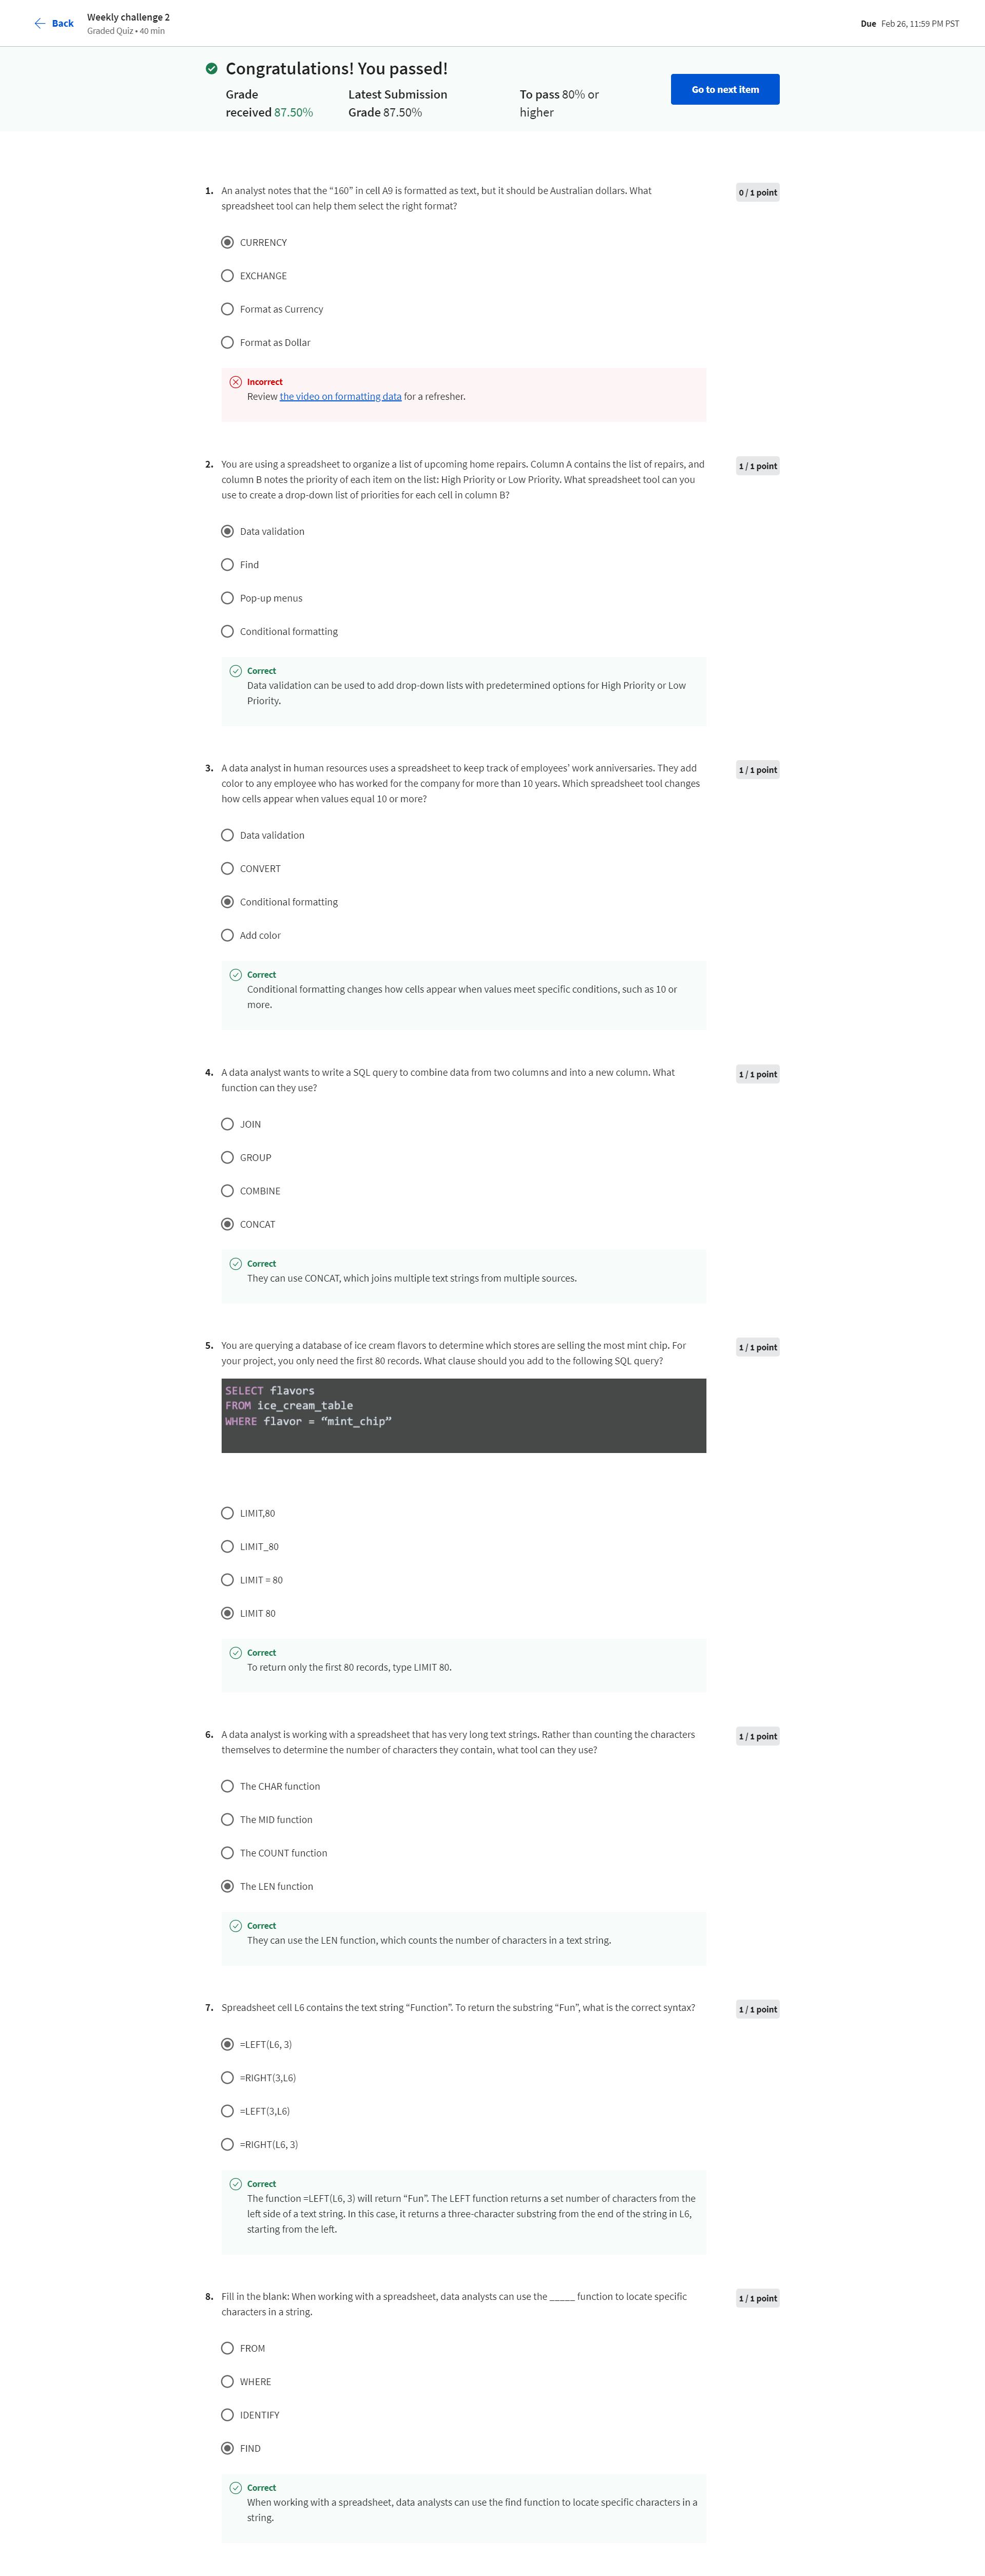 Back
Weekly challenge 2
Graded Quiz • 40 min
Due Feb 26, 11:59 PM PST
Congratulations! You passed!
Grade
received 87.50%
Latest Submission
Grade 87.50%
To pass 80% or
higher
Go to next item
1. An analyst notes that the “160” in cell A9 is formatted as text, but it should be Australian dollars. What
spreadsheet tool can help them select the right format?
0 / 1 point
CURRENCY
EXCHANGE
Format as Currency
Format as Dollar
Incorrect
Review the video on formatting data for a refresher.
2. You are using a spreadsheet to organize a list of upcoming home repairs. Column A contains the list of repairs, and
column B notes the priority of each item on the list: High Priority or Low Priority. What spreadsheet tool can you
use to create a drop-down list of priorities for each cell in column B?
1 / 1 point
Data validation
Find
Pop-up menus
Conditional formatting
Correct
Data validation can be used to add drop-down lists with predetermined options for High Priority or Low
Priority.
3. A data analyst in human resources uses a spreadsheet to keep track of employees’ work anniversaries. They add
color to any employee who has worked for the company for more than 10 years. Which spreadsheet tool changes
how cells appear when values equal 10 or more?
1 / 1 point
Data validation
CONVERT
Conditional formatting
Add color
Correct
Conditional formatting changes how cells appear when values meet specific conditions, such as 10 or
more.
4. A data analyst wants to write a SQL query to combine data from two columns and into a new column. What
function can they use?
1 / 1 point
JOIN
GROUP
COMBINE
CONCAT
Correct
They can use CONCAT, which joins multiple text strings from multiple sources.
5. You are querying a database of ice cream flavors to determine which stores are selling the most mint chip. For
your project, you only need the first 80 records. What clause should you add to the following SQL query?
1 / 1 point
SELECT flavors
FROM ice_cream_table
WHERE flavor = “mint_chip”
LIMIT,80
LIMIT_80
LIMIT = 80
LIMIT 80
Correct
To return only the first 80 records, type LIMIT 80.
6. A data analyst is working with a spreadsheet that has very long text strings. Rather than counting the characters
themselves to determine the number of characters they contain, what tool can they use?
1 / 1 point
The CHAR function
The MID function
The COUNT function
The LEN function
Correct
They can use the LEN function, which counts the number of characters in a text string.
7. Spreadsheet cell L6 contains the text string “Function”. To return the substring “Fun”, what is the correct syntax?
1 / 1 point
=LEFT(L6, 3)
=RIGHT(3,L6)
=LEFT(3,L6)
=RIGHT(L6, 3)
Correct
The function =LEFT(L6, 3) will return “Fun”. The LEFT function returns a set number of characters from the
left side of a text string. In this case, it returns a three-character substring from the end of the string in L6,
starting from the left.
8. Fill in the blank: When working with a spreadsheet, data analysts can use the _____ function to locate specific
characters in a string.
1 / 1 point
FROM
WHERE
IDENTIFY
FIND
Correct
When working with a spreadsheet, data analysts can use the find function to locate specific characters in a
string.